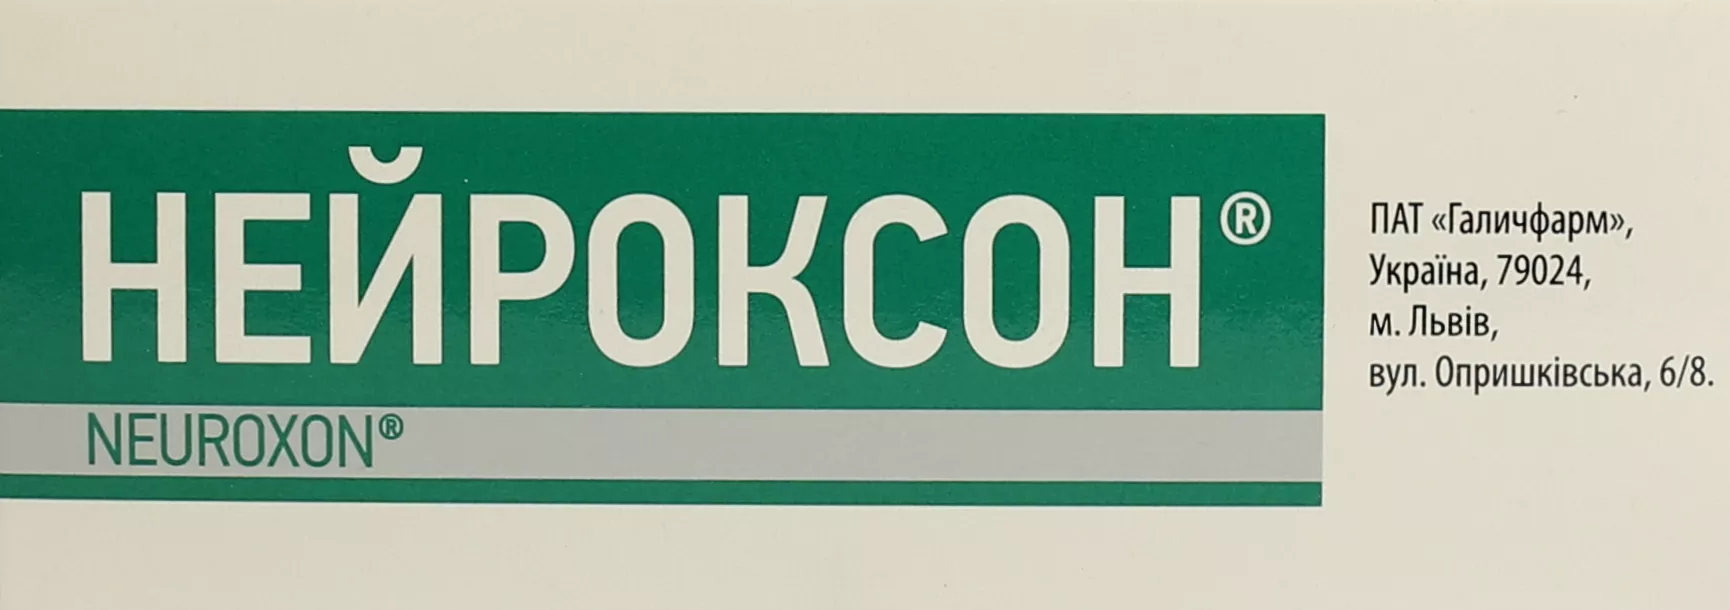 НЕЙРОКСОН®
NEUROXON®
ПАТ «Галичфарм»,
Україна, 79024,
м. Львів,
вул. Опришківська, 6/8.